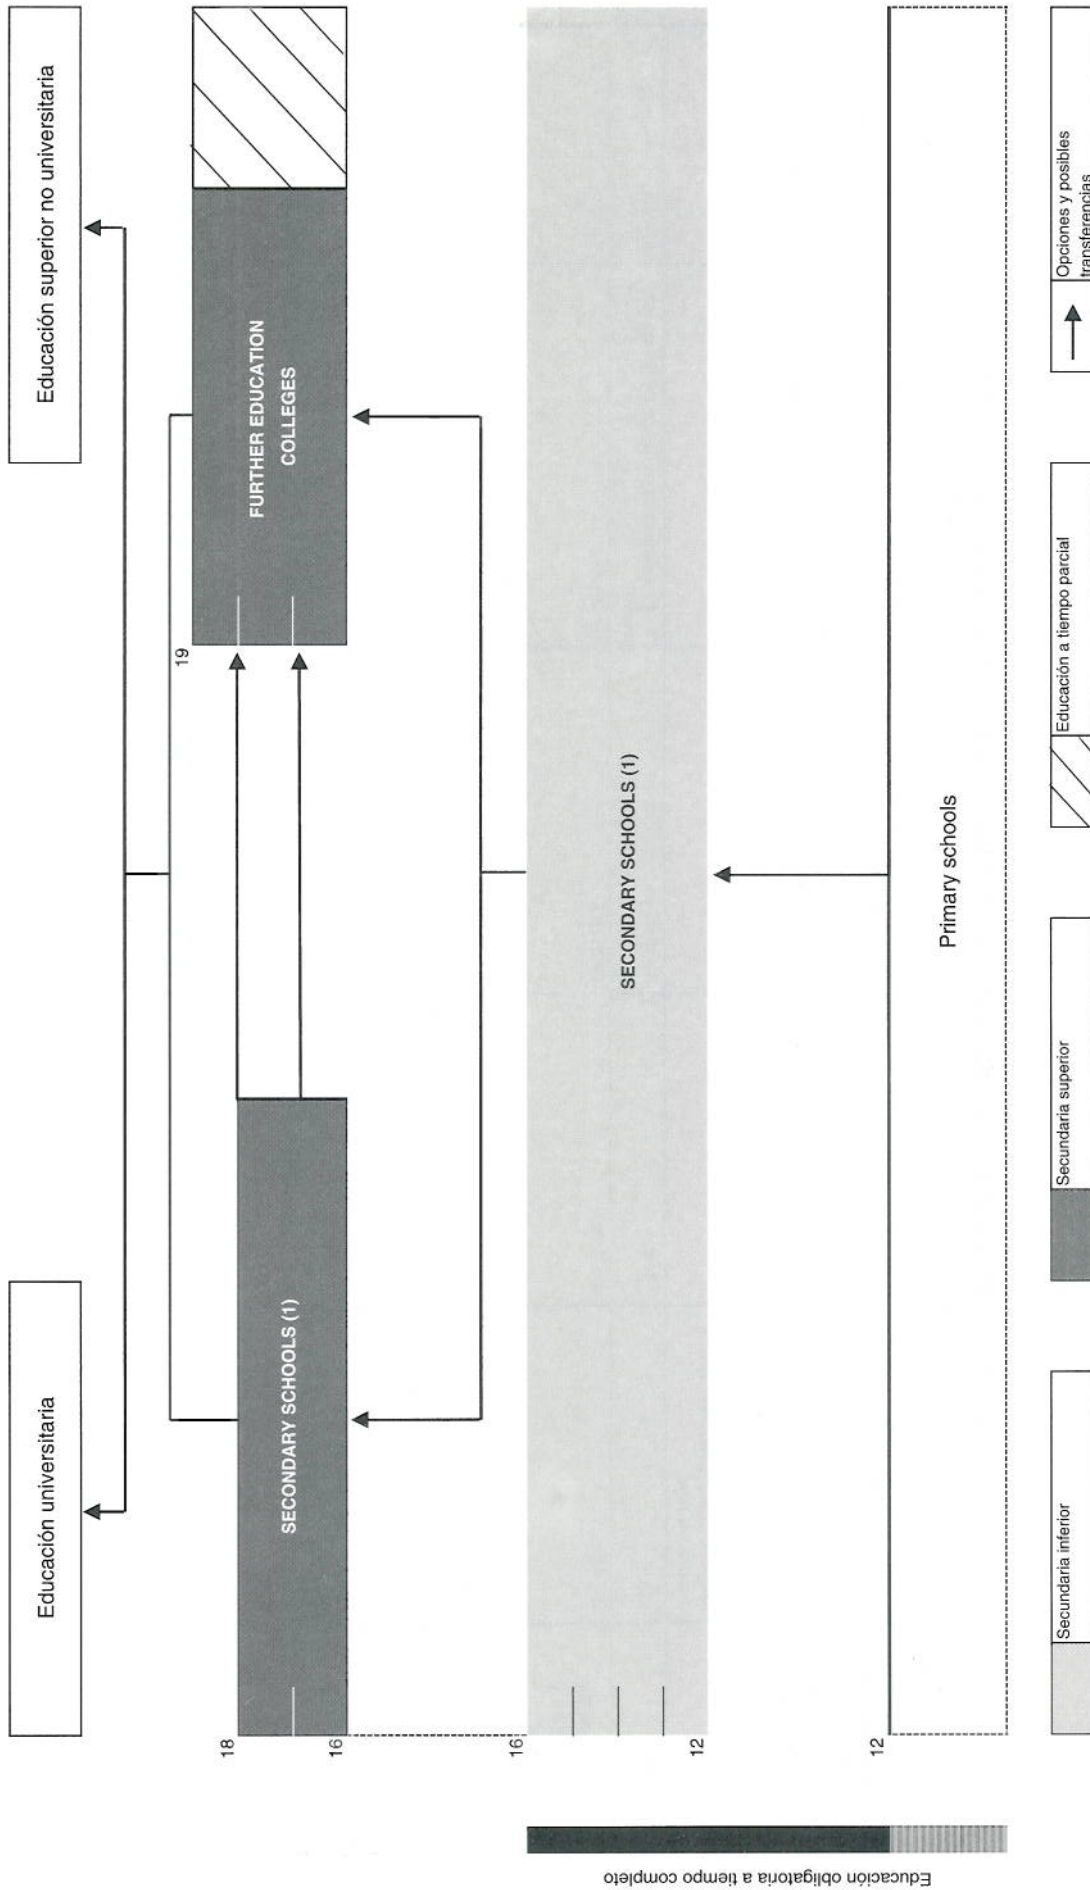 Educación universitaria
Educación superior no universitaria
19
18
16
SECONDARY SCHOOLS (1)
FURTHER EDUCATION
COLLEGES
16
12
SECONDARY SCHOOLS (1)
12
Primary schools
Educación obligatoria a tiempo completo
Secundaria inferior
Secundaria superior
Educación a tiempo parcial
Opciones y posibles
transferencias